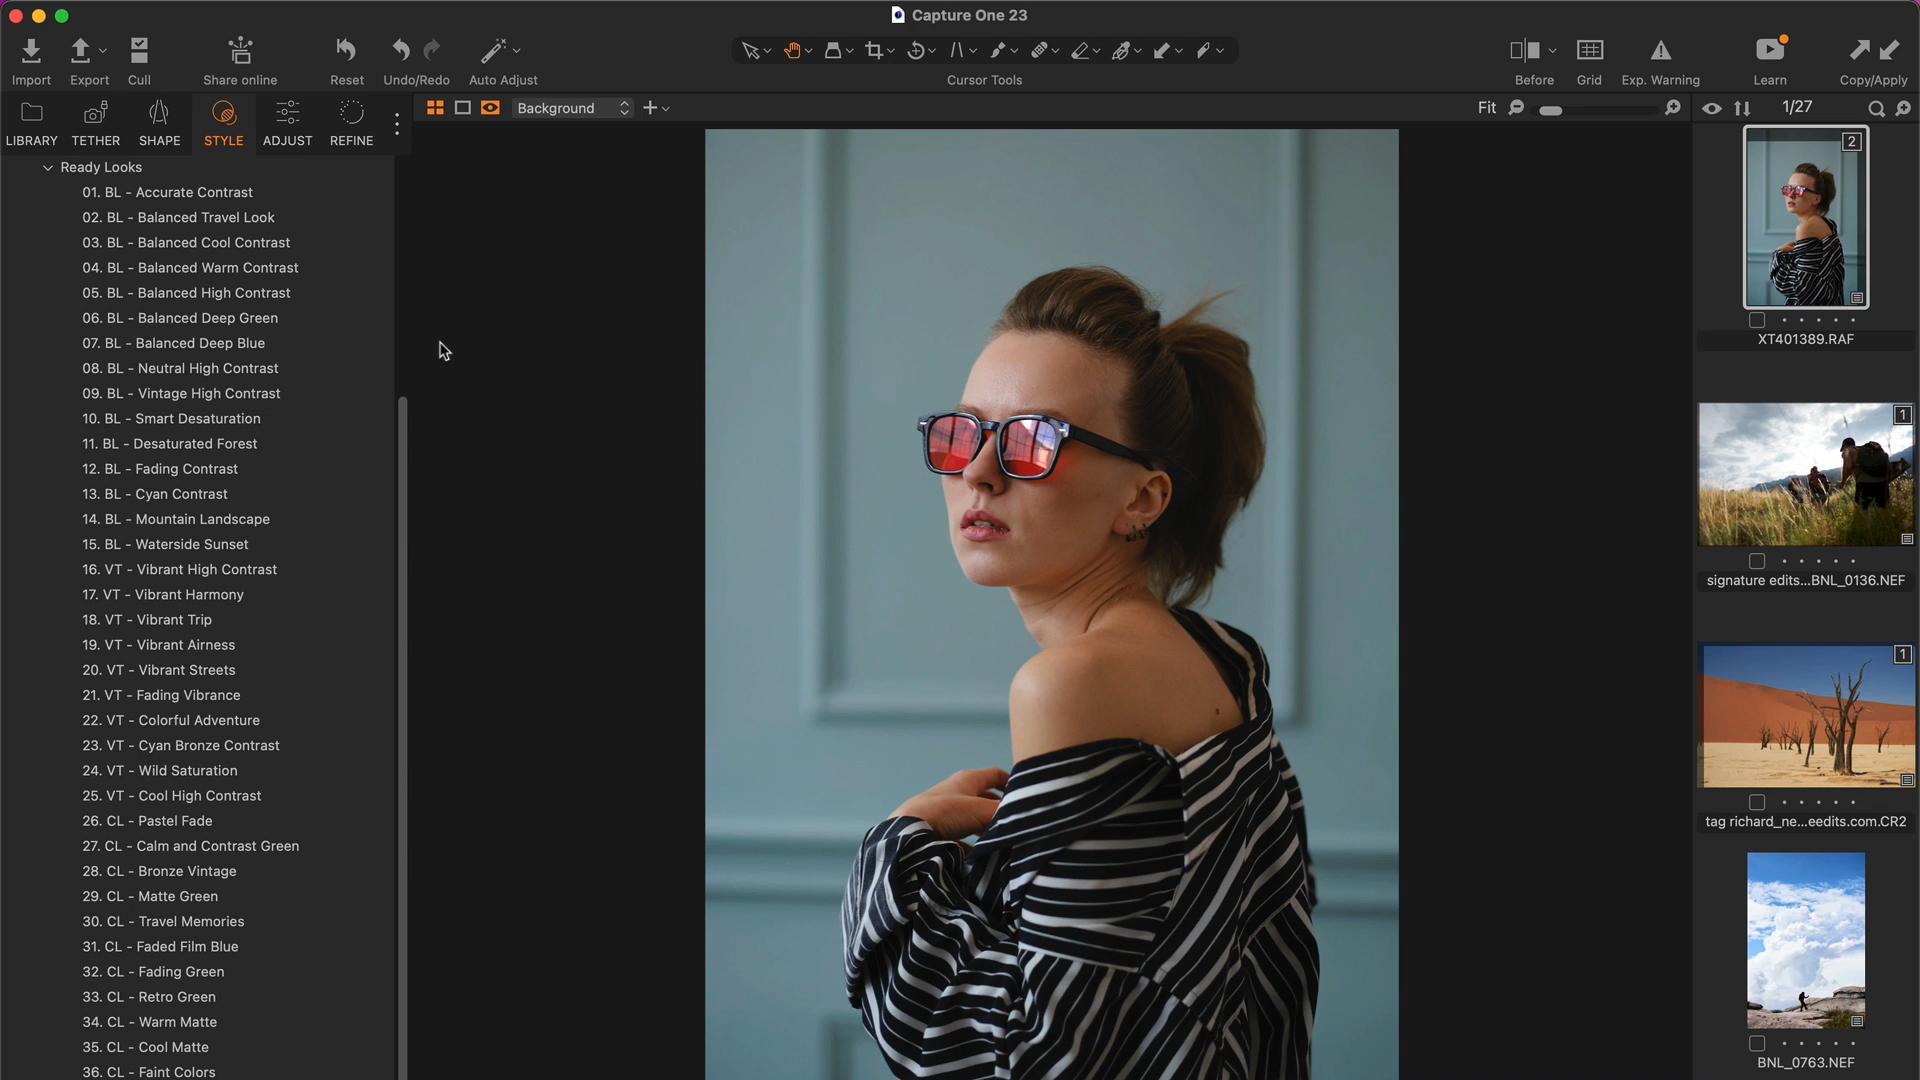 Capture One 23
Import
Export
Cull
Share online
Reset
Undo/Redo
Auto Adjust
Cursor Tools
Before
Grid
Exp. Warning
Learn
Copy/Apply
LIBRARY
TETHER
SHAPE
STYLE
ADJUST
REFINE
Background
Fit
1/27
Ready Looks
01. BL - Accurate Contrast
02. BL - Balanced Travel Look
03. BL - Balanced Cool Contrast
04. BL - Balanced Warm Contrast
05. BL - Balanced High Contrast
06. BL - Balanced Deep Green
07. BL - Balanced Deep Blue
08. BL - Neutral High Contrast
09. BL - Vintage High Contrast
10. BL - Smart Desaturation
11. BL - Desaturated Forest
12. BL - Fading Contrast
13. BL - Cyan Contrast
14. BL - Mountain Landscape
15. BL - Waterside Sunset
16. VT - Vibrant High Contrast
17. VT - Vibrant Harmony
18. VT - Vibrant Trip
19. VT - Vibrant Airness
20. VT - Vibrant Streets
21. VT - Fading Vibrance
22. VT - Colorful Adventure
23. VT - Cyan Bronze Contrast
24. VT - Wild Saturation
25. VT - Cool High Contrast
26. CL - Pastel Fade
27. CL - Calm and Contrast Green
28. CL - Bronze Vintage
29. CL - Matte Green
30. CL - Travel Memories
31. CL - Faded Film Blue
32. CL - Fading Green
33. CL - Retro Green
34. CL - Warm Matte
35. CL - Cool Matte
36. CL - Faint Colors
2
XT401389.RAF
1
signature edits...BNL_0136.NEF
1
tag richard_ne...eedits.com.CR2
BNL_0763.NEF